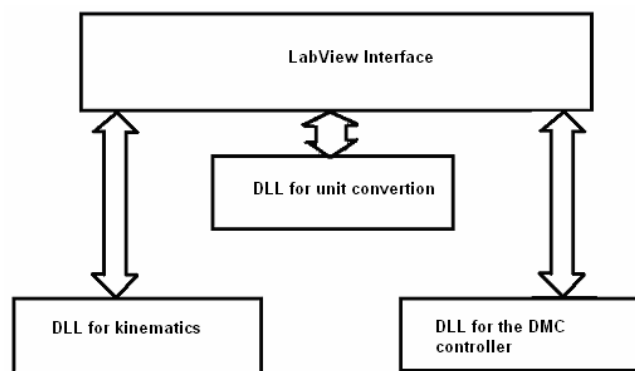 LabView Interface
DLL for unit convertion
DLL for kinematics
DLL for the DMC
controller